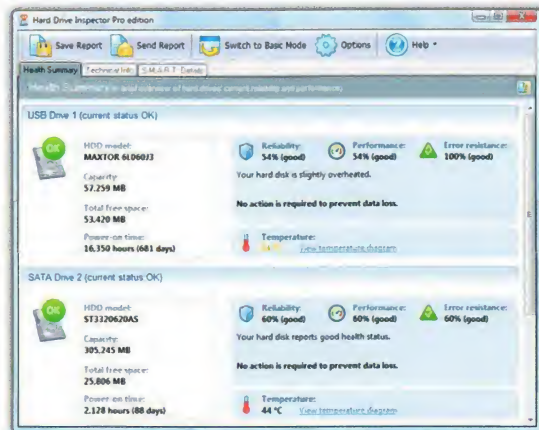 Hard Drive Inspector Pro edition
Save Report Send Report Switch to Basic Mode Options Help
Health Summary Technical Info S.M.A.R.T. Details
Health Summary
USB Drive 1 (current status OK)
OK
HDD model:
MAXTOR 6L060J3
Capacity:
57.259 MB
Total free space:
53.420 MB
Power-on time:
16,350 hours (681 days)
Reliability:
54% (good)
Performance:
54% (good)
Error resistance:
100% (good)
Your hard disk is slightly overheated.
No action is required to prevent data loss.
Temperature:
View temperature diagram
SATA Drive 2 (current status OK)
OK
HDD model:
ST3320620AS
Capacity:
305.245 MB
Total free space:
25.806 MB
Power-on time:
2.128 hours (88 days)
Reliability:
60% (good)
Performance:
60% (good)
Error resistance:
60% (good)
Your hard disk reports good health status.
No action is required to prevent data loss.
Temperature:
44 °C View temperature diagram